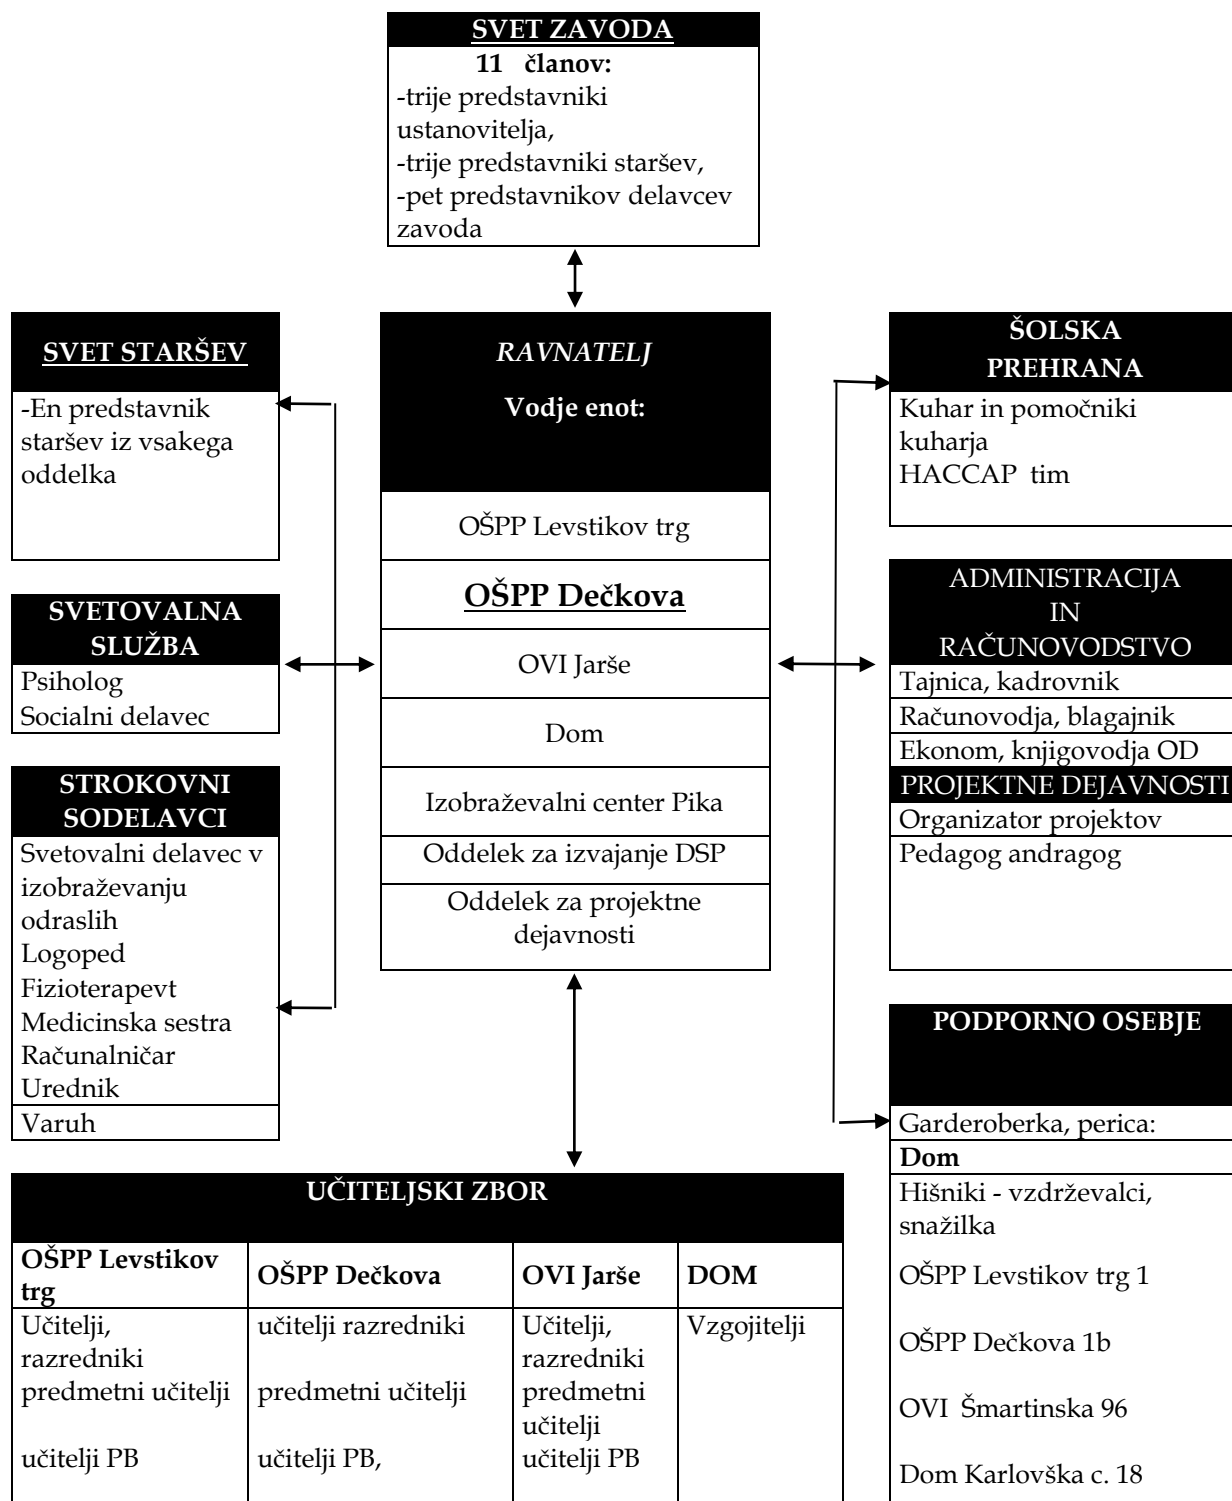 SVET ZAVODA
11 članov:
-trije predstavniki
ustanovitelja,
-trije predstavniki staršev,
-pet predstavnikov delavcev
zavoda
SVET STARŠEV
-En predstavnik
staršev iz vsakega
oddelka
SVETOVALNA
SLUŽBA
Psiholog
Socialni delavec
STROKOVNI
SODELAVCI
Svetovalni delavec v
izobraževanju
odraslih
Logoped
Fizioterapevt
Medicinska sestra
Računalničar
Urednik
Varuh
RAVNATELJ
Vodje enot:
OŠPP Levstikov trg
OŠPP Dečkova
OVI Jarše
Dom
Izobraževalni center Pika
Oddelek za izvajanje DSP
Oddelek za projektne
dejavnosti
ŠOLSKA
PREHRANA
Kuhar in pomočniki
kuharja
HACCAP tim
ADMINISTRACIJA
IN
RAČUNOVODSTVO
Tajnica, kadrovnik
Računovodja, blagajnik
Ekonom, knjigovodja OD
PROJEKTNE DEJAVNOSTI
Organizator projektov
Pedagog andragog
PODPORNO OSEBJE
Garderoberka, perica:
Dom
Hišniki - vzdrževalci,
snažilka
OŠPP Levstikov trg 1
OŠPP Dečkova 1b
OVI Šmartinska 96
Dom Karlovška c. 18
UČITELJSKI ZBOR
OŠPP Levstikov
trg
Učitelji,
razredniki
predmetni učitelji
učitelji PB
OŠPP Dečkova
učitelji razredniki
predmetni učitelji
učitelji PB,
OVI Jarše
Učitelji,
razredniki
predmetni
učitelji
učitelji PB
DOM
Vzgojitelji